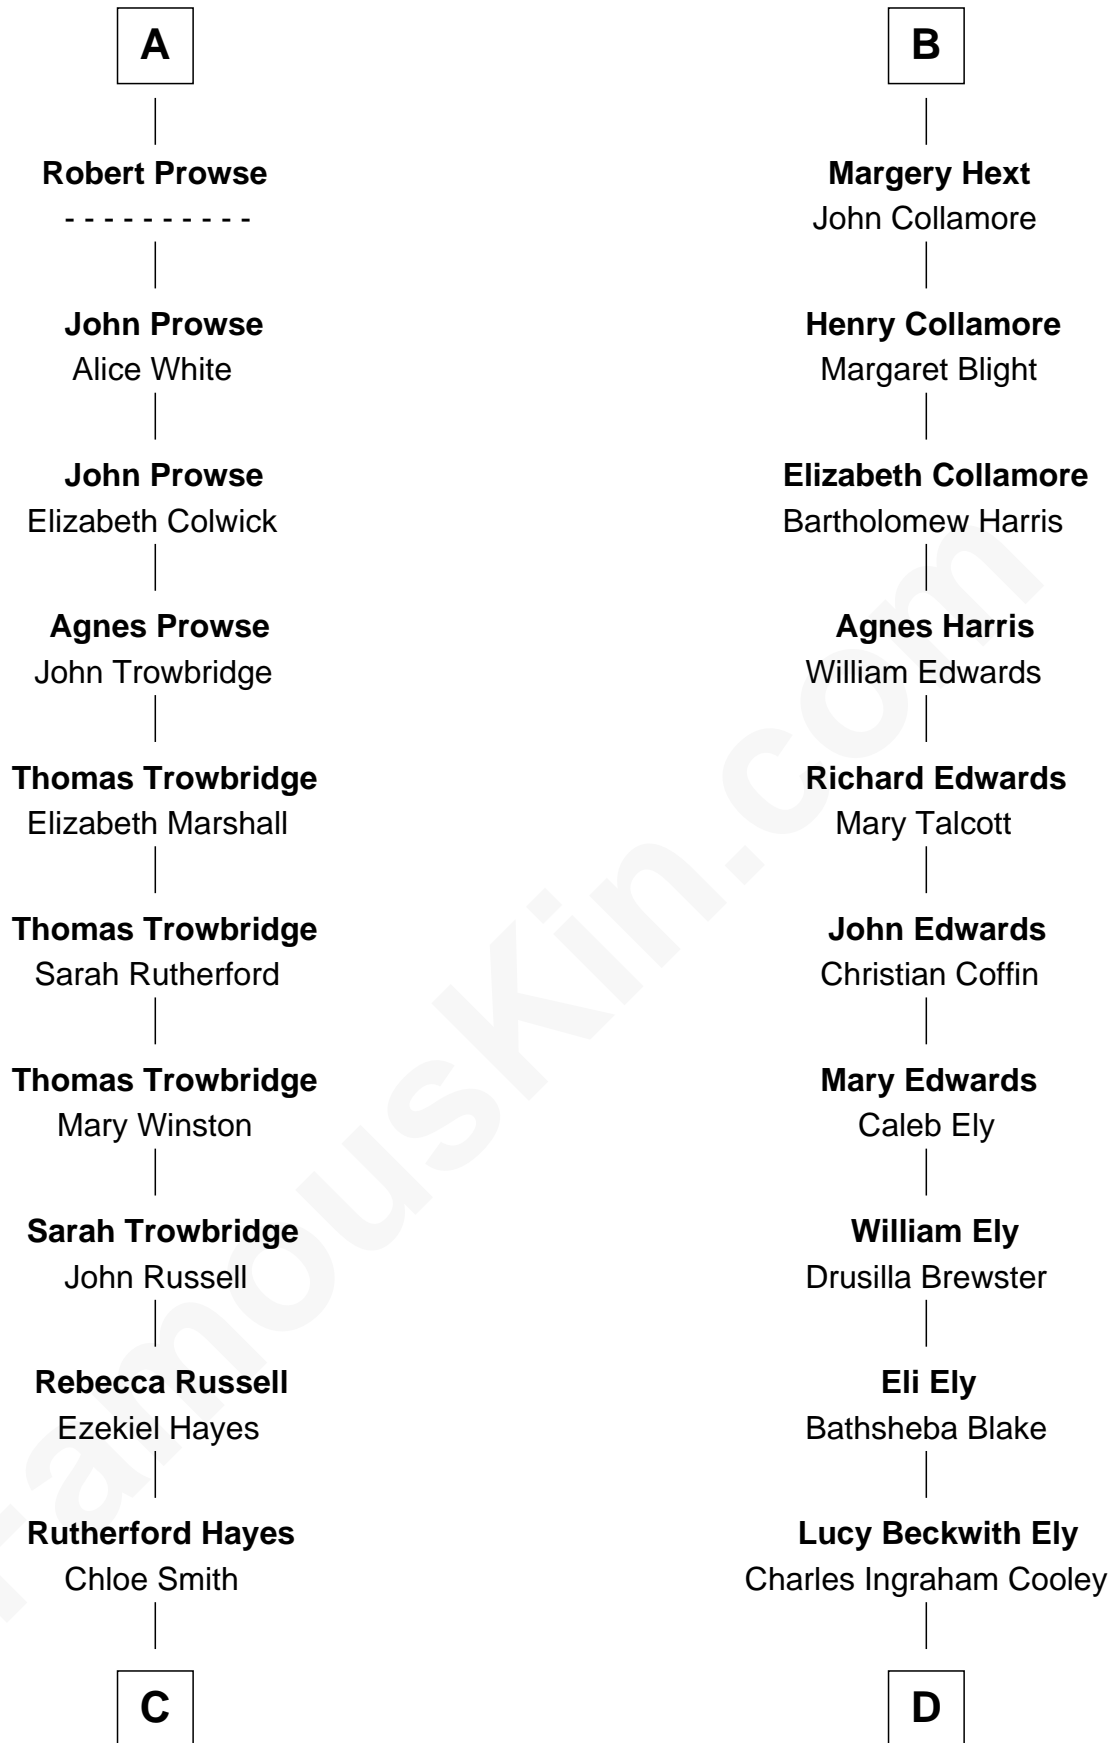 A
Robert Prowse
- - - - - - - - - -
John Prowse
Alice White
John Prowse
Elizabeth Colwick
Agnes Prowse
John Trowbridge
Thomas Trowbridge
Elizabeth Marshall
Thomas Trowbridge
Sarah Rutherford
Thomas Trowbridge
Mary Winston
Sarah Trowbridge
John Russell
Rebecca Russell
Ezekiel Hayes
Rutherford Hayes
Chloe Smith
C
B
Margery Hext
John Collamore
Henry Collamore
Margaret Blight
Elizabeth Collamore
Bartholomew Harris
Agnes Harris
William Edwards
Richard Edwards
Mary Talcott
John Edwards
Christian Coffin
Mary Edwards
Caleb Ely
William Ely
Drusilla Brewster
Eli Ely
Bathsheba Blake
Lucy Beckwith Ely
Charles Ingraham Cooley
D
FamousKin.com